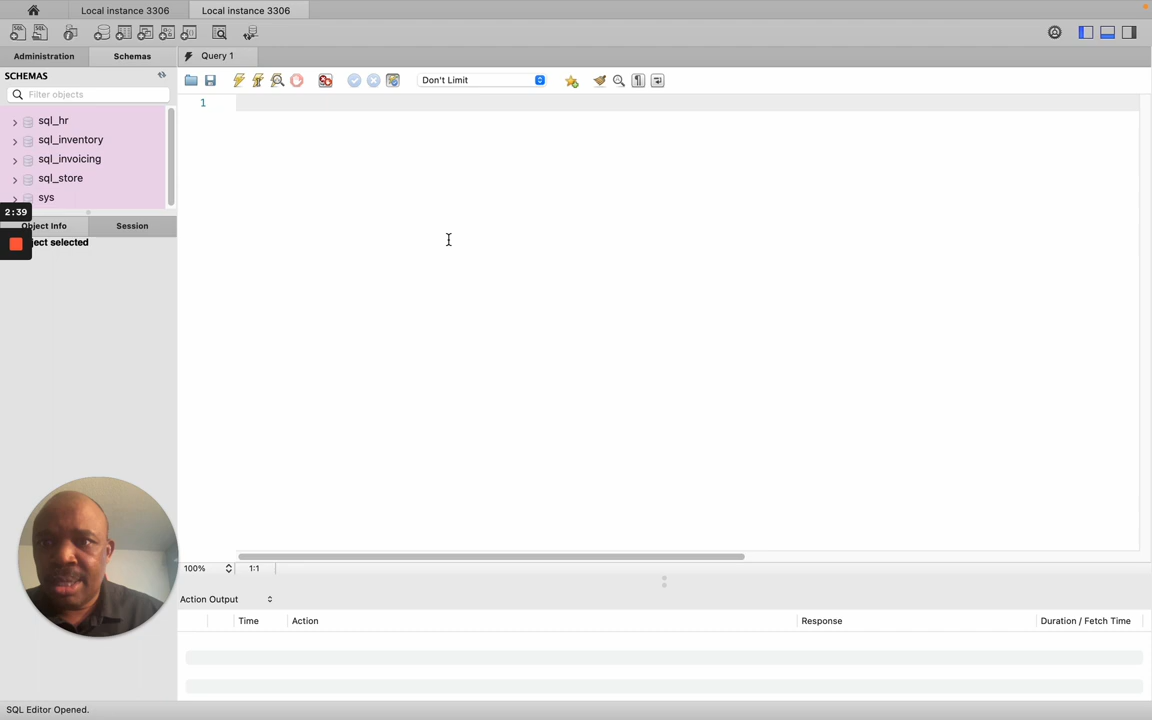 Local instance 3306
Local instance 3306
Administration
Schemas
Query 1
SCHEMAS
Filter objects
Don't Limit
1
sql_hr
sql_inventory
sql_invoicing
sql_store
sys
2:39
Object Info
Session
ject selected
100%
1:1
Action Output
Time
Action
Response
Duration / Fetch Time
SQL Editor Opened.